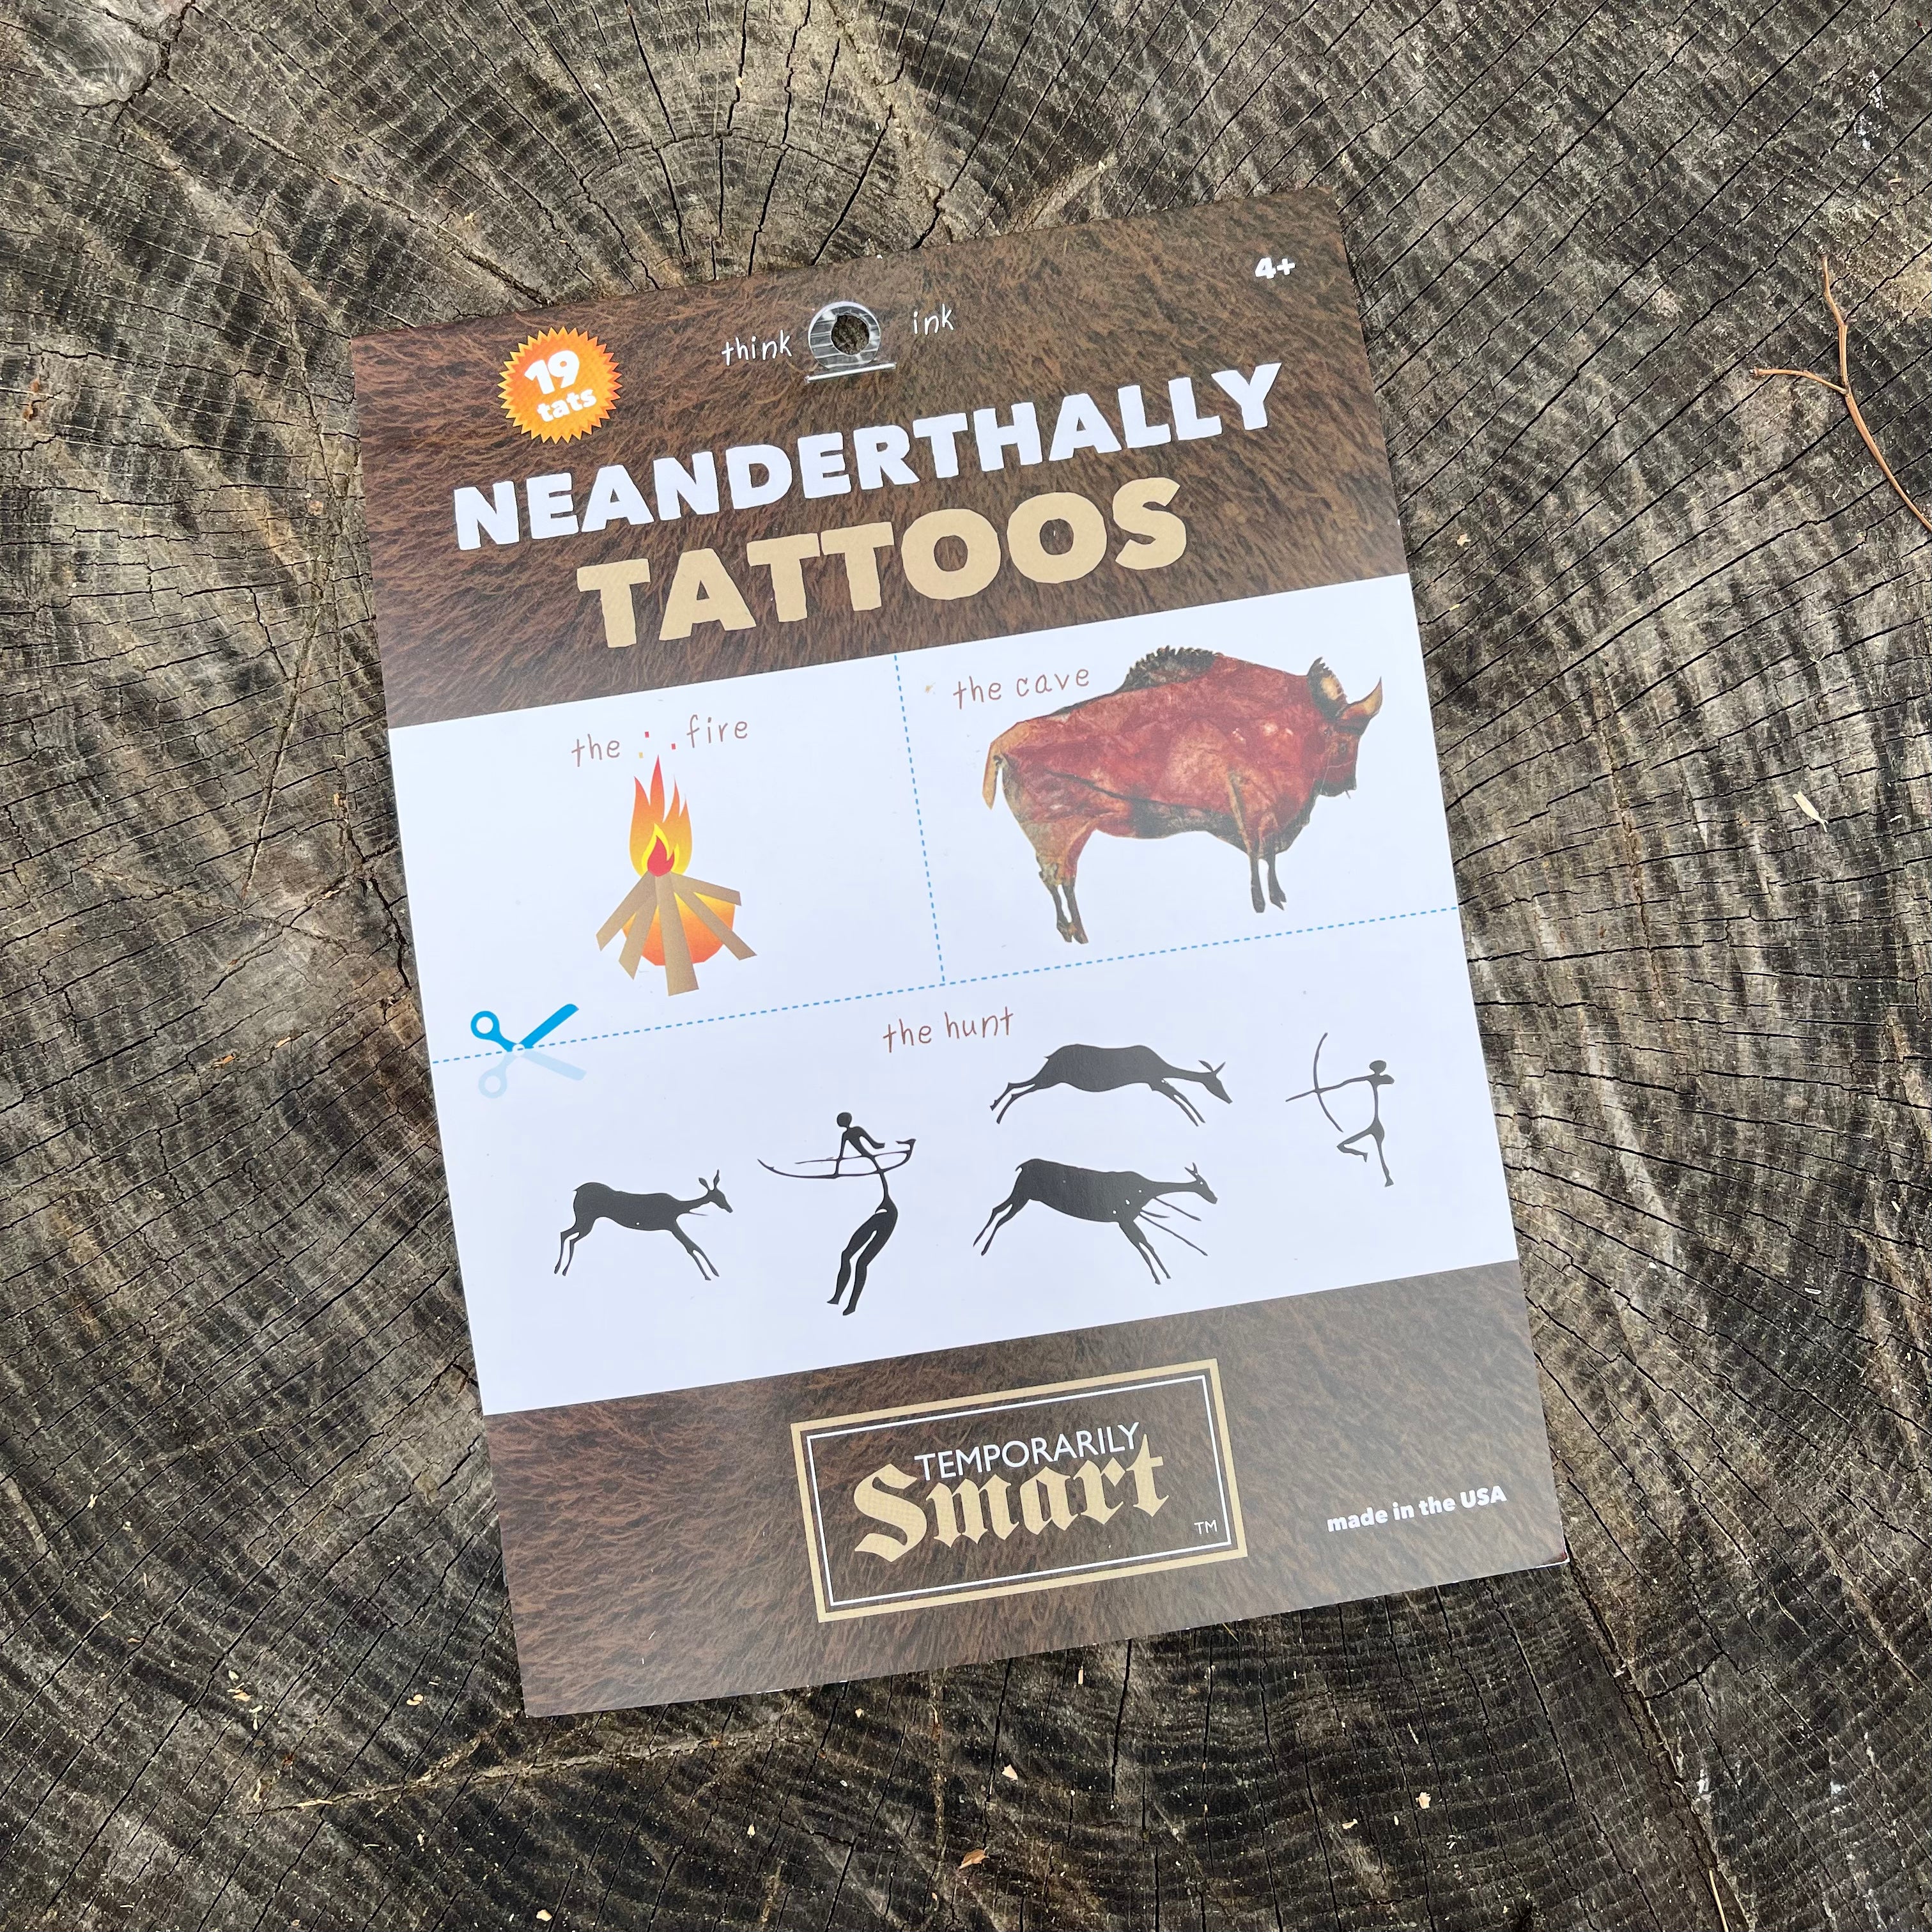 4+
think ink
19
tats
NEANDERTHALLY
TATTOOS
the fire
the cave
the hunt
TEMPORARILY
Smart
TM
made in the USA